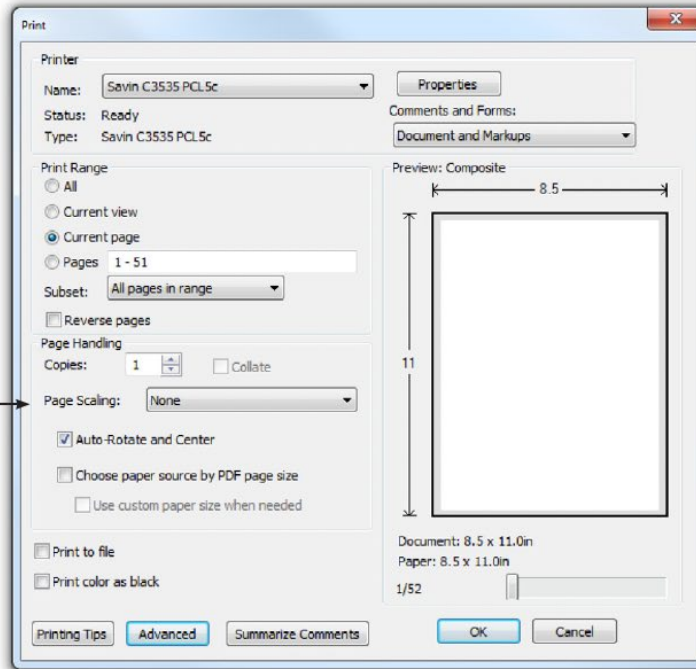 Print
Printer
Name: Savin C3535 PCL5c
Properties
Status: Ready
Comments and Forms:
Type: Savin C3535 PCL5c
Document and Markups
Print Range
All
Current view
Current page
Pages 1 - 51
Subset: All pages in range
Reverse pages
Page Handling
Copies: 1 Collate
Page Scaling: None
Auto-Rotate and Center
Choose paper source by PDF page size
Use custom paper size when needed
Print to file
Print color as black
Preview: Composite
8.5
11
Document: 8.5 x 11.0in
Paper: 8.5 x 11.0in
1/52
Printing Tips Advanced Summarize Comments OK Cancel